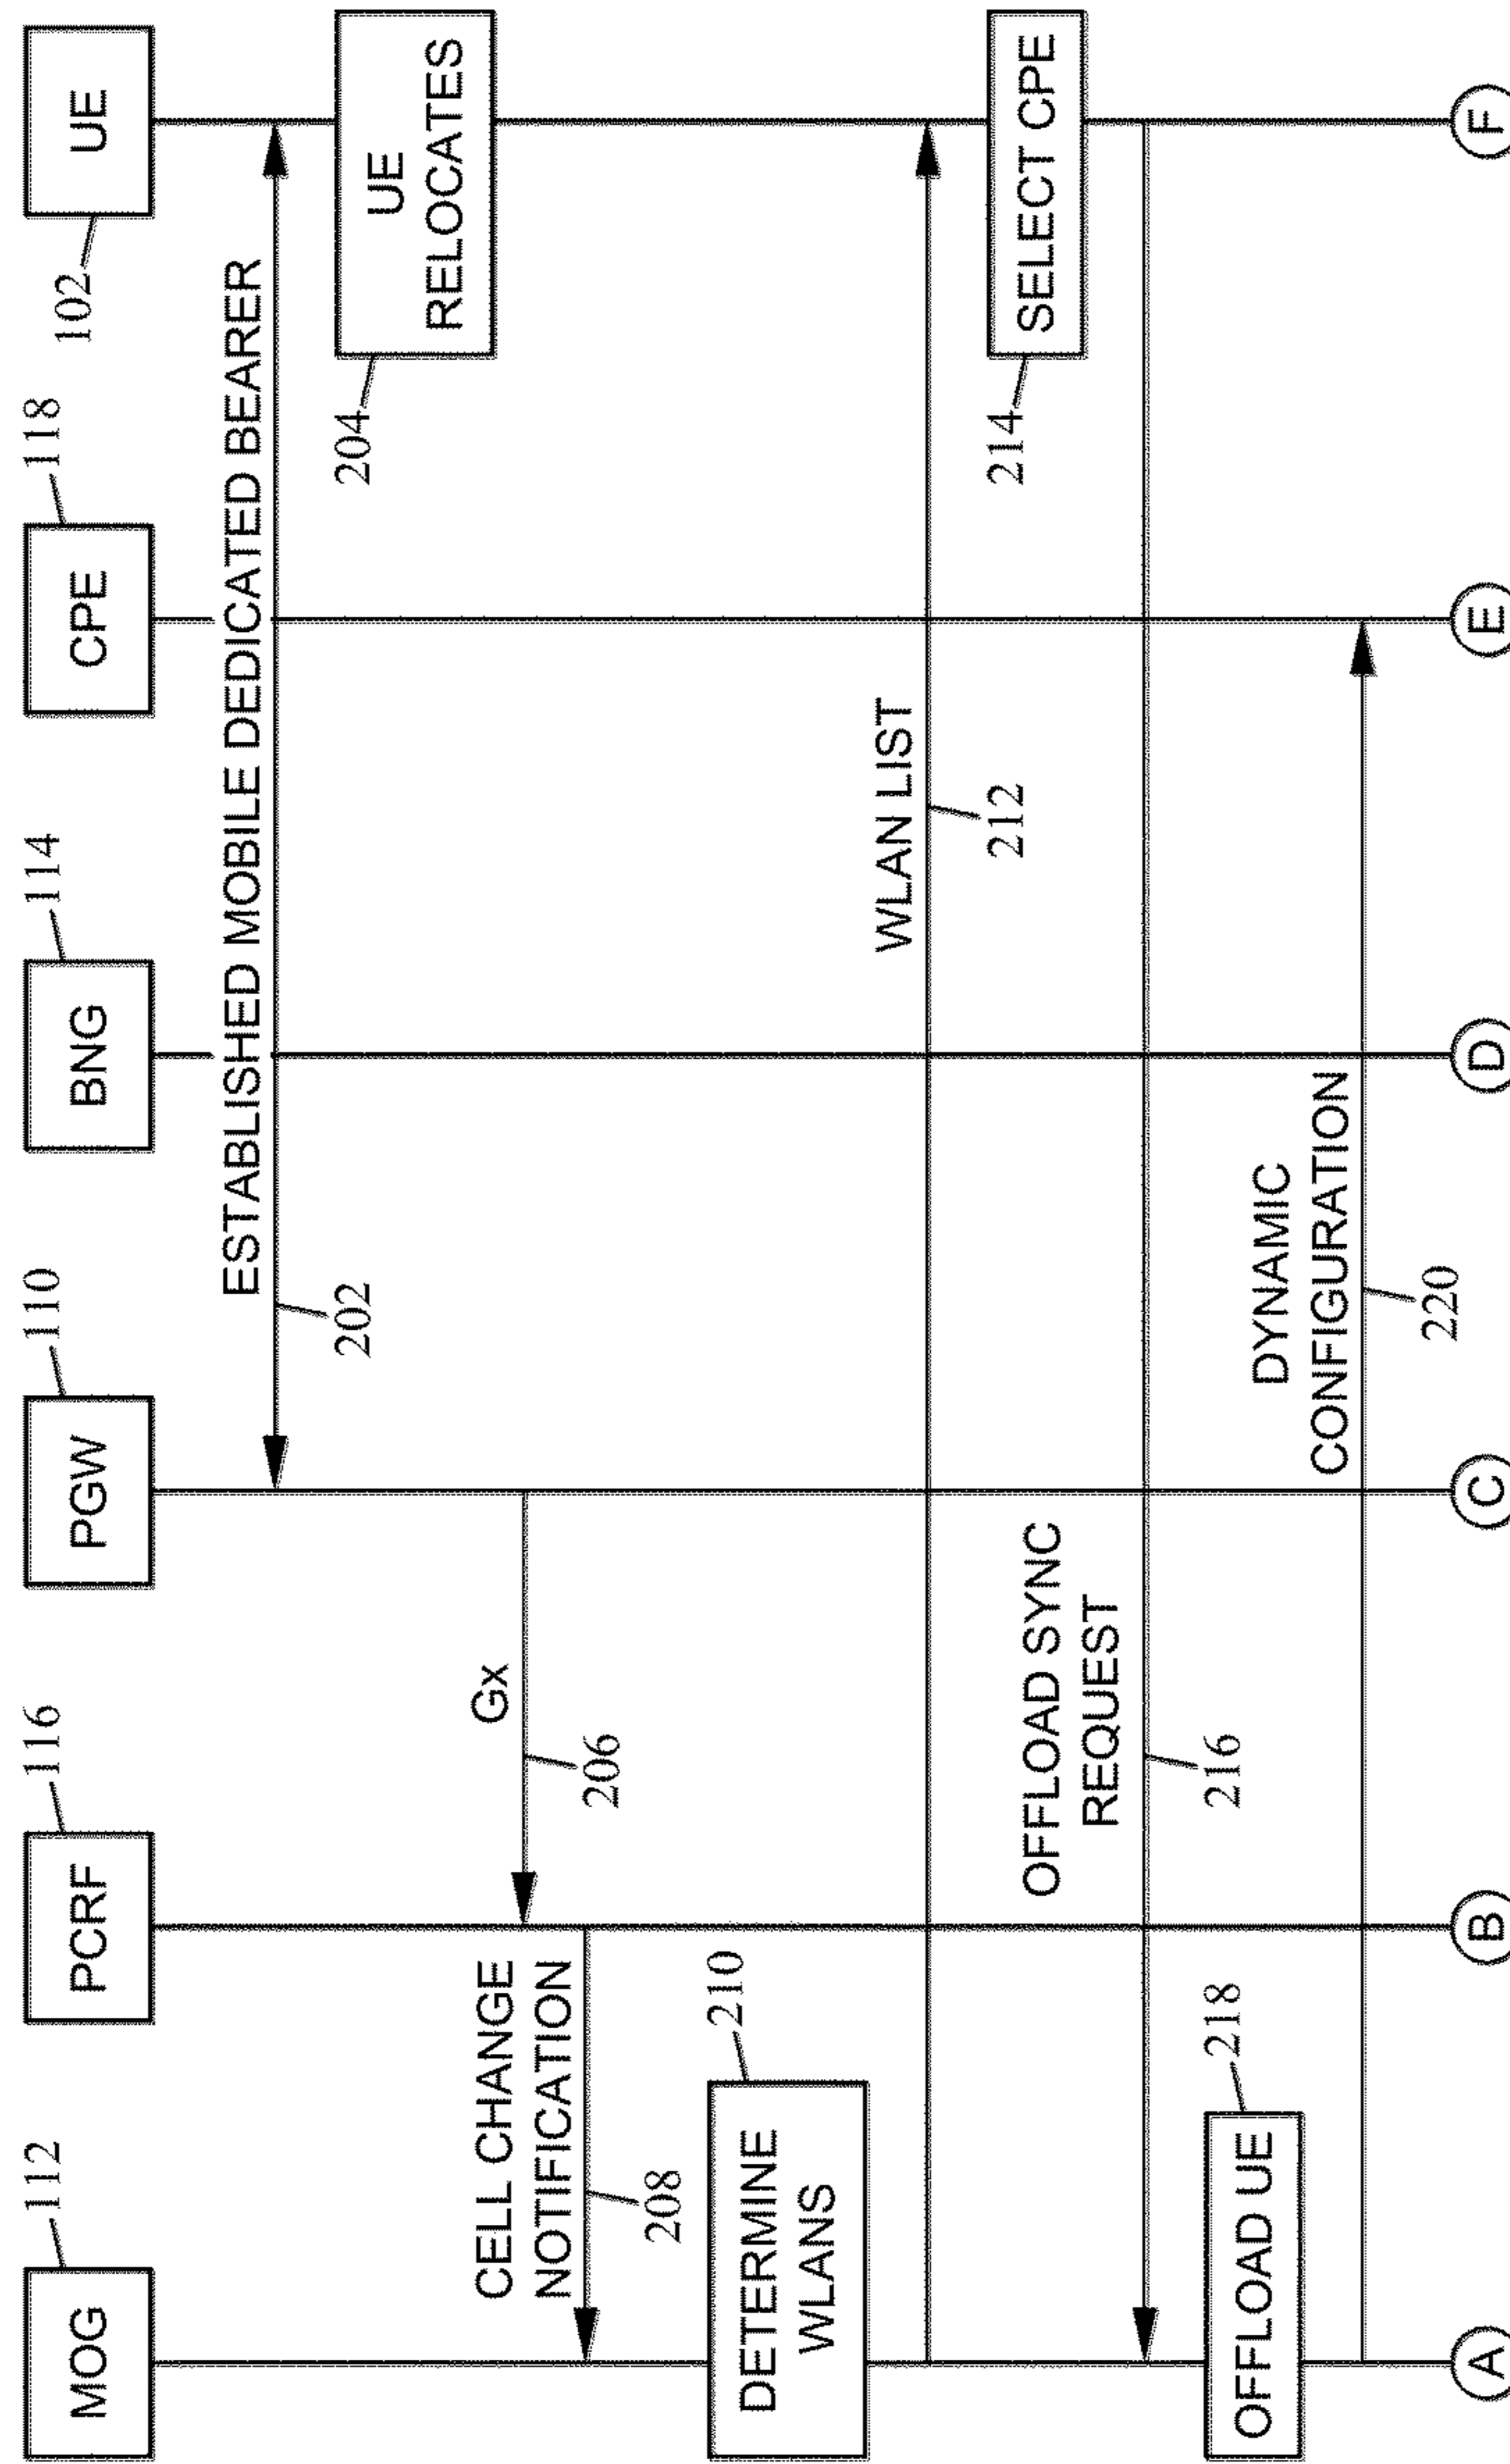 MOG
112
PCRF
116
PGW
110
BNG
114
CPE
118
UE
102
ESTABLISHED MOBILE DEDICATED BEARER
202
UE
RELOCATES
204
Gx
206
CELL CHANGE
NOTIFICATION
208
DETERMINE
WLANS
210
WLAN LIST
212
SELECT CPE
214
OFFLOAD SYNC
REQUEST
216
OFFLOAD UE
218
DYNAMIC
CONFIGURATION
220
A
B
C
D
E
F